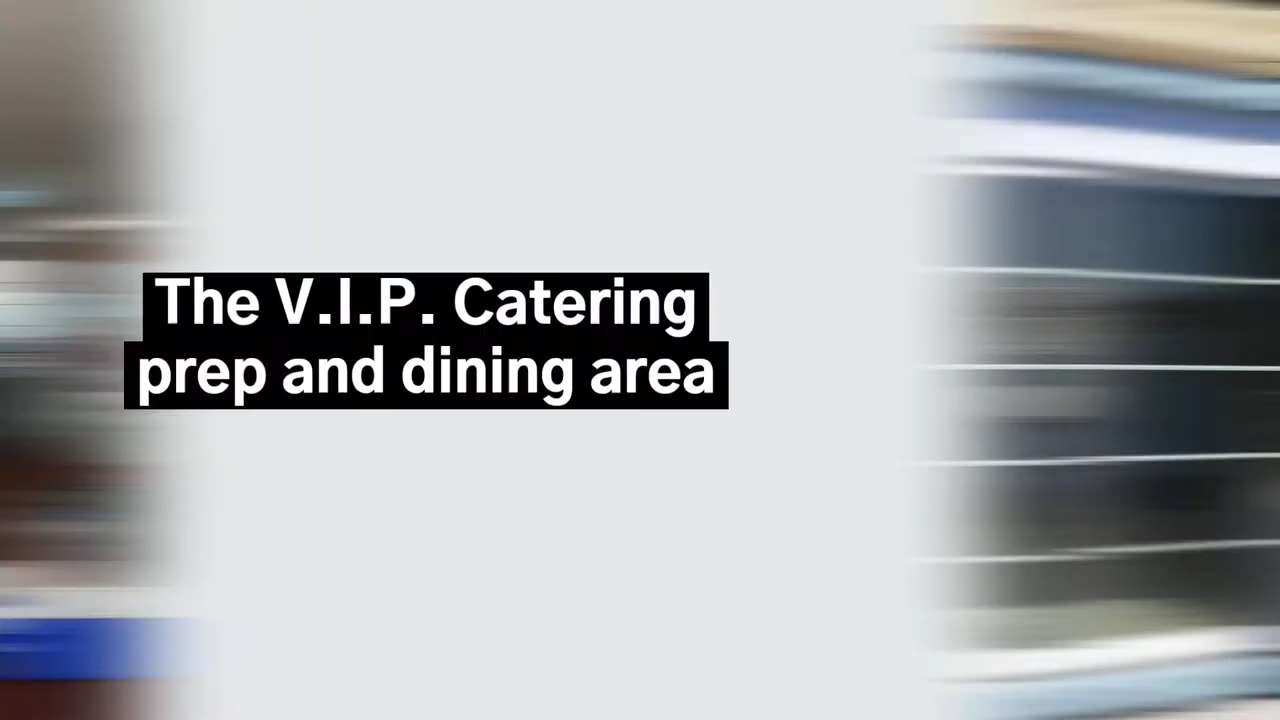 The V.I.P. Catering
prep and dining area